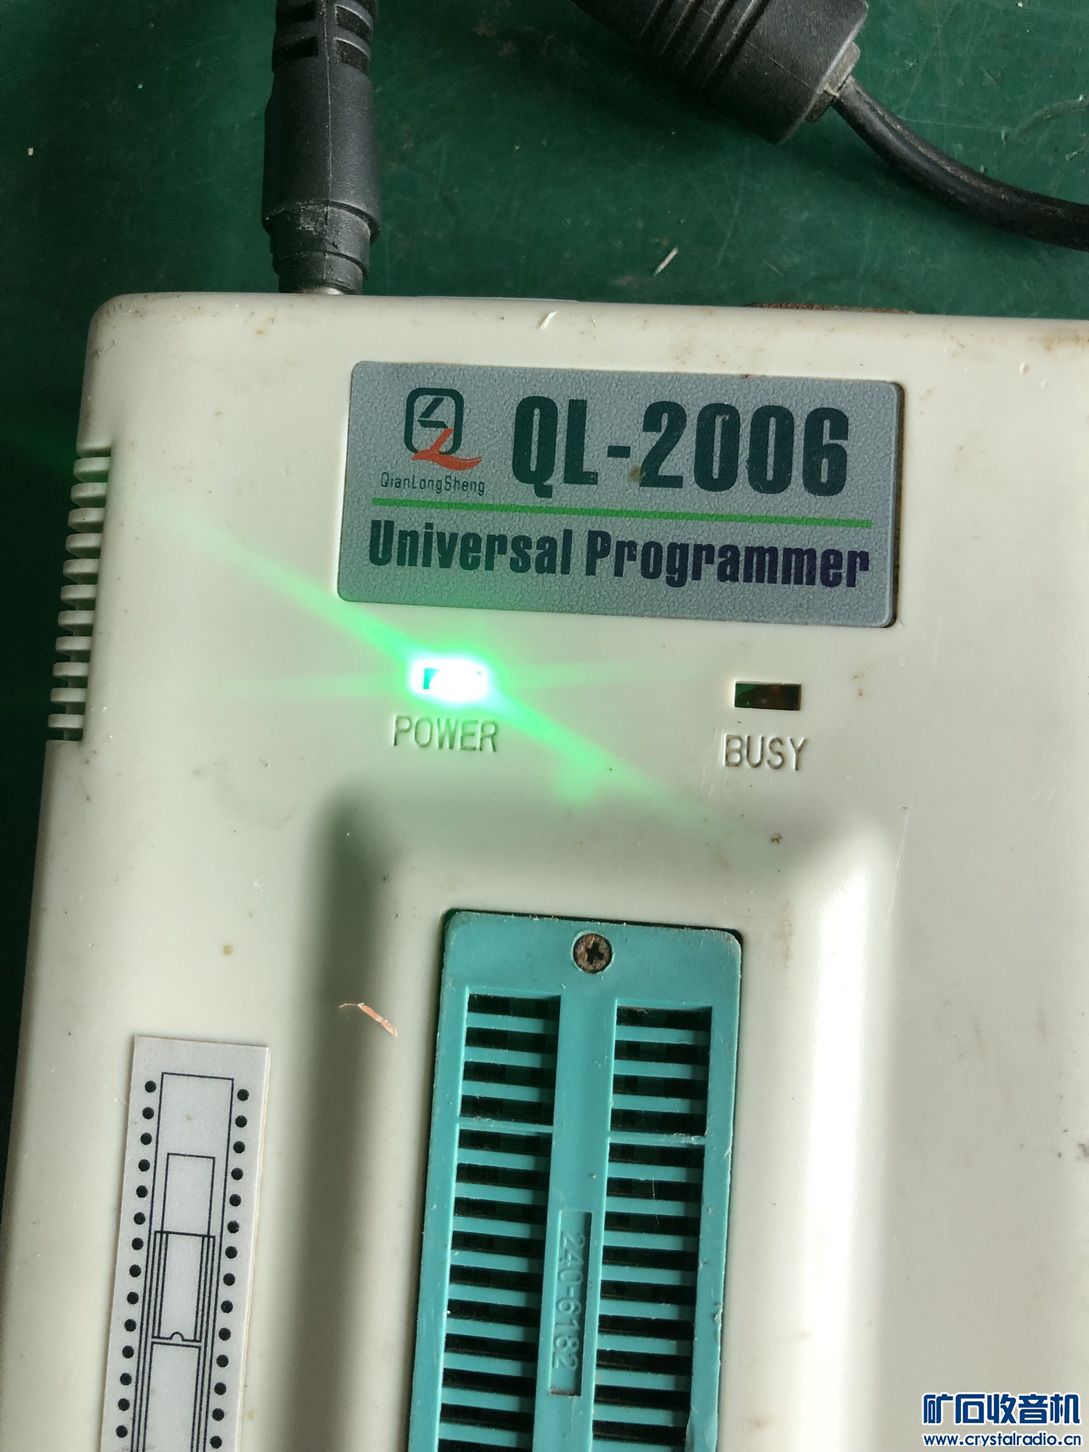 QianLongSheng
QL-2006
Universal Programmer
POWER
BUSY
240-6182
矿石收音机
www.crystalradio.cn